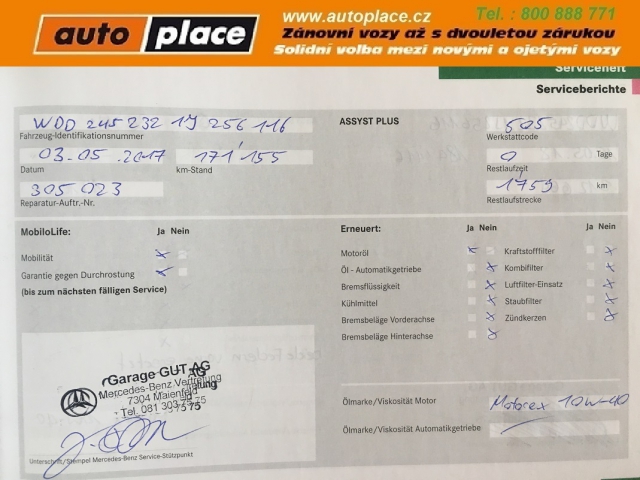 auto place
www.autoplace.cz
Tel. : 800 888 771
Zánovní vozy až s dvouletou zárukou
Solidní volba mezi novými a ojetými vozy
Serviceheft
Serviceberichte
WDD 245 232 1J 256 116
Fahrzeug-Identifikationsnummer
ASSYST PLUS
505
Werkstattcode
03.05.2017
171'155
Datum
km-Stand
0 Tage
Restlaufzeit
305 023
Reparatur-Auftr.-Nr.
1759 km
Restlaufstrecke
MobiloLife:
Ja Nein
Mobilität x
Garantie gegen Durchrostung x
(bis zum nächsten fälligen Service)
Erneuert:
Ja Nein
Ja Nein
Motoröl x
Kraftstofffilter x
Öl - Automatikgetriebe x
Kombifilter x
Bremsflüssigkeit x
Luftfilter-Einsatz x
Kühlmittel x
Staubfilter x
Bremsbeläge Vorderachse x
Zündkerzen x
Bremsbeläge Hinterachse x
Garage GUT AG
Mercedes-Benz Vertretung
7304 Maienfeld
Tel. 081 303 75 75
Unterschrift/Stempel Mercedes-Benz Service-Stützpunkt
Ölmarke/Viskosität Motor Motorex 10W-40
Ölmarke/Viskosität Automatikgetriebe